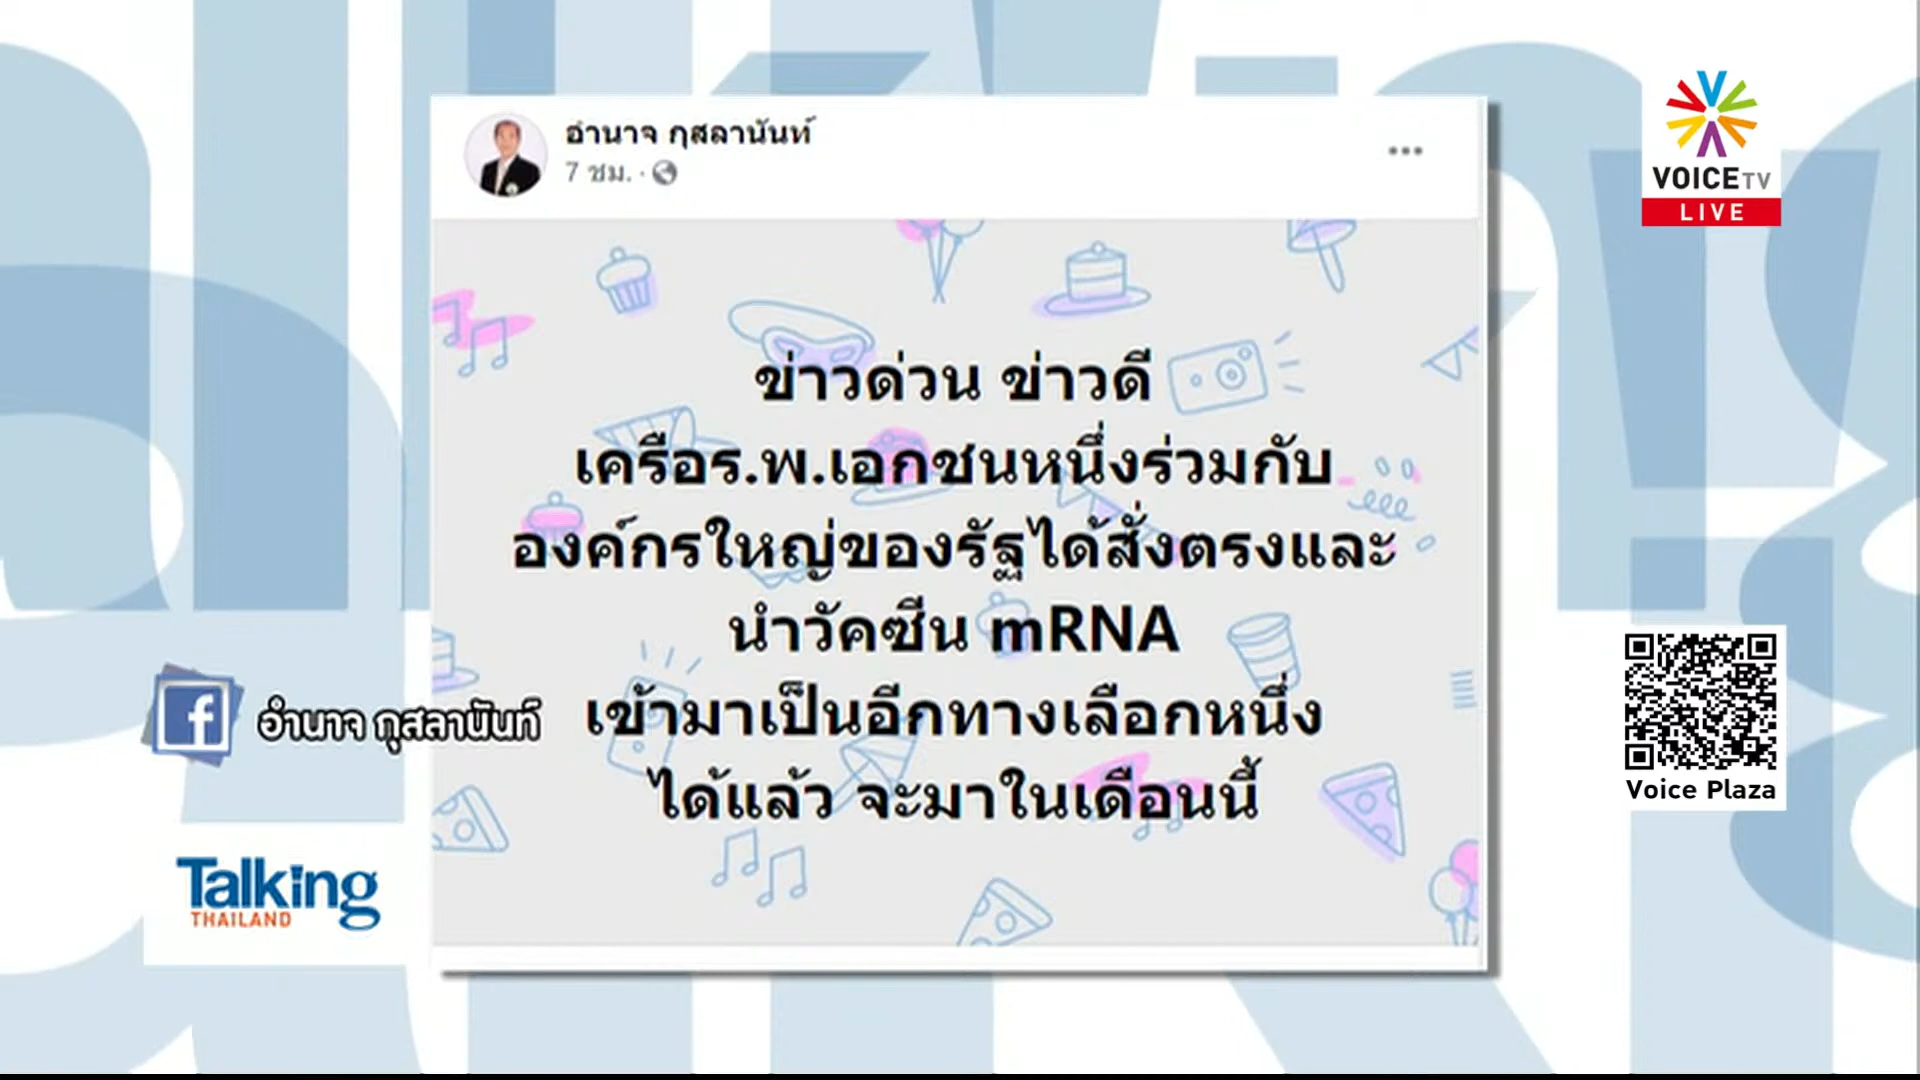 อำนาจ กุสลานันท์
7 ชม.
ข่าวด่วน ข่าวดี
เครือร.พ.เอกชนหนึ่งร่วมกับ
องค์กรใหญ่ของรัฐได้สั่งตรงและ
นำวัคซีน mRNA
เข้ามาเป็นอีกทางเลือกหนึ่ง
ได้แล้ว จะมาในเดือนนี้
f อำนาจ กุสลานันท์
Talking
THAILAND
VOICE TV
LIVE
Voice Plaza